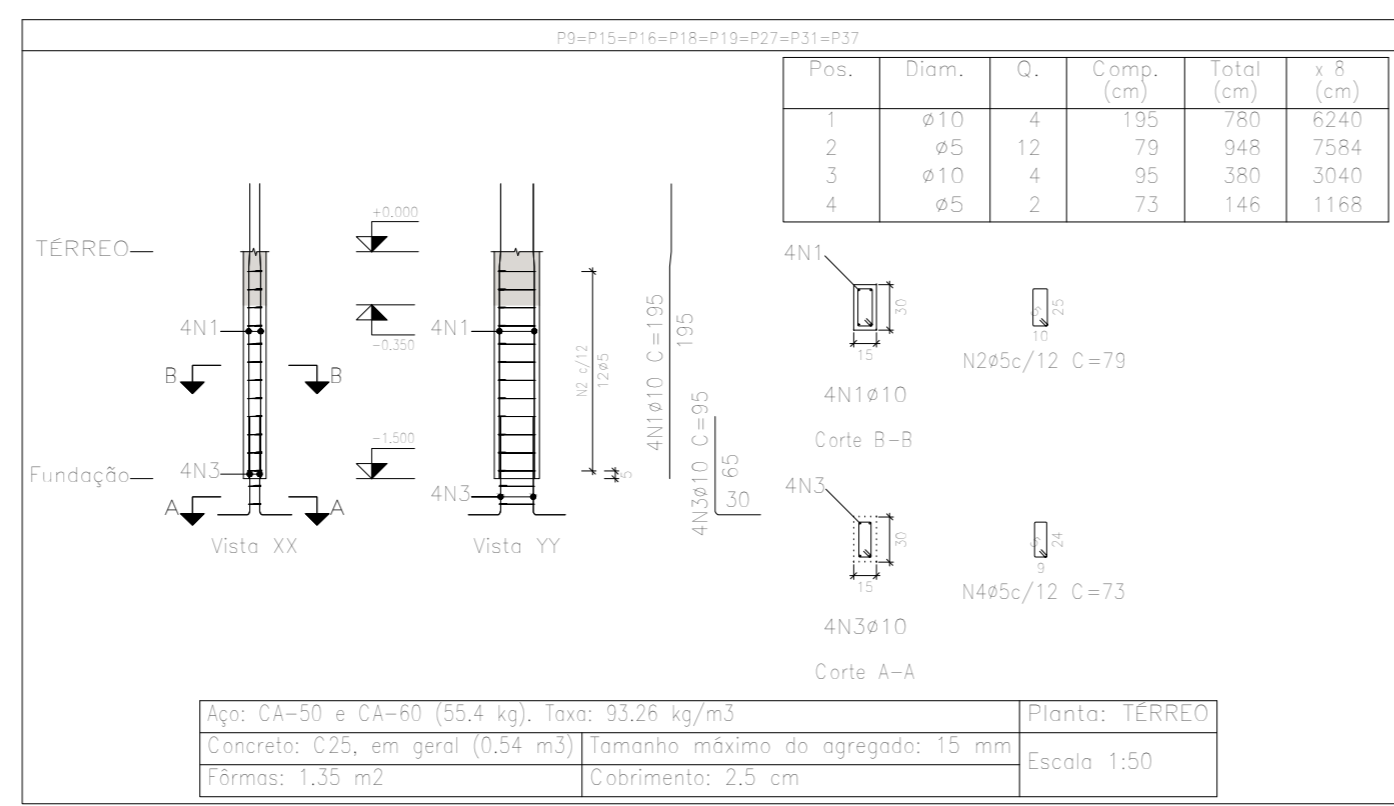 P9=P15=P16=P18=P19=P27=P31=P37
Pos. Diam. Q. Comp. (cm) Total (cm) x 8 (cm)
1 ø10 4 195 780 6240
2 ø5 12 79 948 7584
3 ø10 4 95 380 3040
4 ø5 2 73 146 1168
TÉRREO
Fundação
4N1
B B
4N3
A A
Vista XX
+0.000
-0.350
-1.500
4N1
4N3
Vista YY
N2 c/12
12ø5
5
4N1ø10 C=195
195
4N3ø10 C=95
65
30
4N1
30
15
4N1ø10
Corte B-B
5
25
10
N2ø5c/12 C=79
4N3
30
15
4N3ø10
Corte A-A
5
24
9
N4ø5c/12 C=73
Aço: CA-50 e CA-60 (55.4 kg). Taxa: 93.26 kg/m3
Planta: TÉRREO
Concreto: C25, em geral (0.54 m3) Tamanho máximo do agregado: 15 mm
Escala 1:50
Fôrmas: 1.35 m2 Cobrimento: 2.5 cm